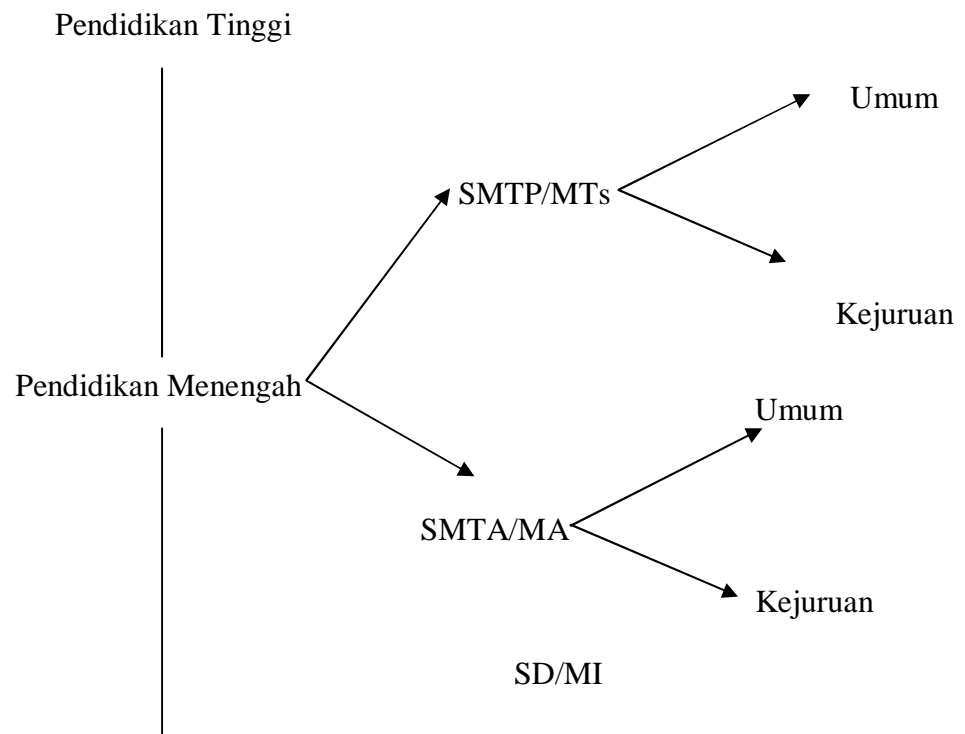 Pendidikan Tinggi
Umum
SMTP/MTs
Kejuruan
Pendidikan Menengah
Umum
SMTA/MA
Kejuruan
SD/MI